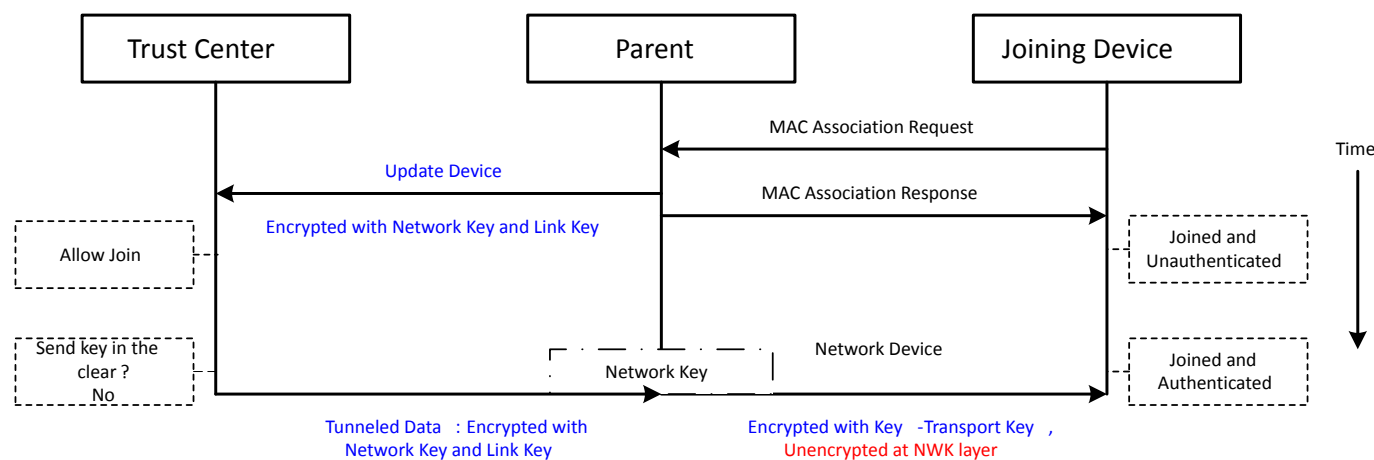 Trust Center
Parent
Joining Device
MAC Association Request
Time
Update Device
MAC Association Response
Encrypted with Network Key and Link Key
Allow Join
Joined and
Unauthenticated
Send key in the
clear ?
No
Network Key
Network Device
Joined and
Authenticated
Tunneled Data : Encrypted with
Network Key and Link Key
Encrypted with Key -Transport Key ,
Unencrypted at NWK layer